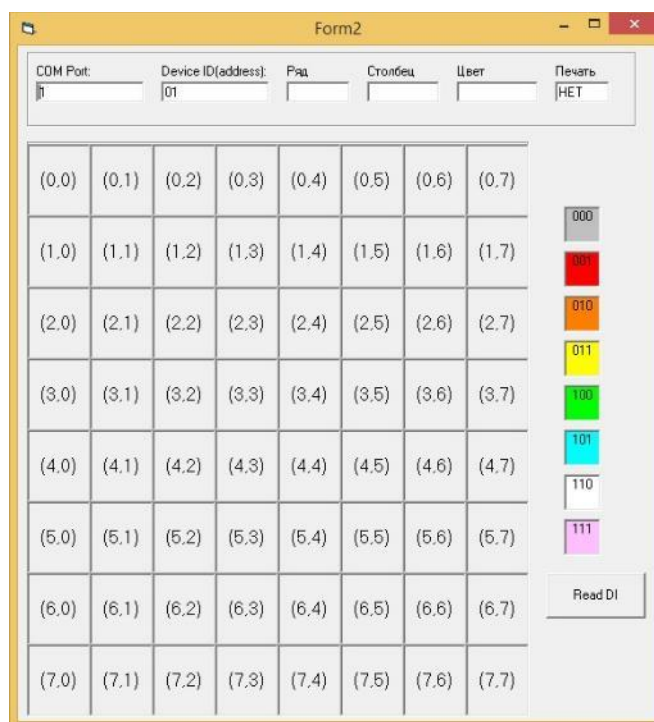 Form2
COM Port: Device ID(address): Ряд Столбец Цвет Печать
1 01 НЕТ
(0,0) (0,1) (0,2) (0,3) (0,4) (0,5) (0,6) (0,7)
000
(1,0) (1,1) (1,2) (1,3) (1,4) (1,5) (1,6) (1,7)
001
010
(2,0) (2,1) (2,2) (2,3) (2,4) (2,5) (2,6) (2,7)
011
(3,0) (3,1) (3,2) (3,3) (3,4) (3,5) (3,6) (3,7)
100
101
(4,0) (4,1) (4,2) (4,3) (4,4) (4,5) (4,6) (4,7)
110
111
(5,0) (5,1) (5,2) (5,3) (5,4) (5,5) (5,6) (5,7)
Read DI
(6,0) (6,1) (6,2) (6,3) (6,4) (6,5) (6,6) (6,7)
(7,0) (7,1) (7,2) (7,3) (7,4) (7,5) (7,6) (7,7)